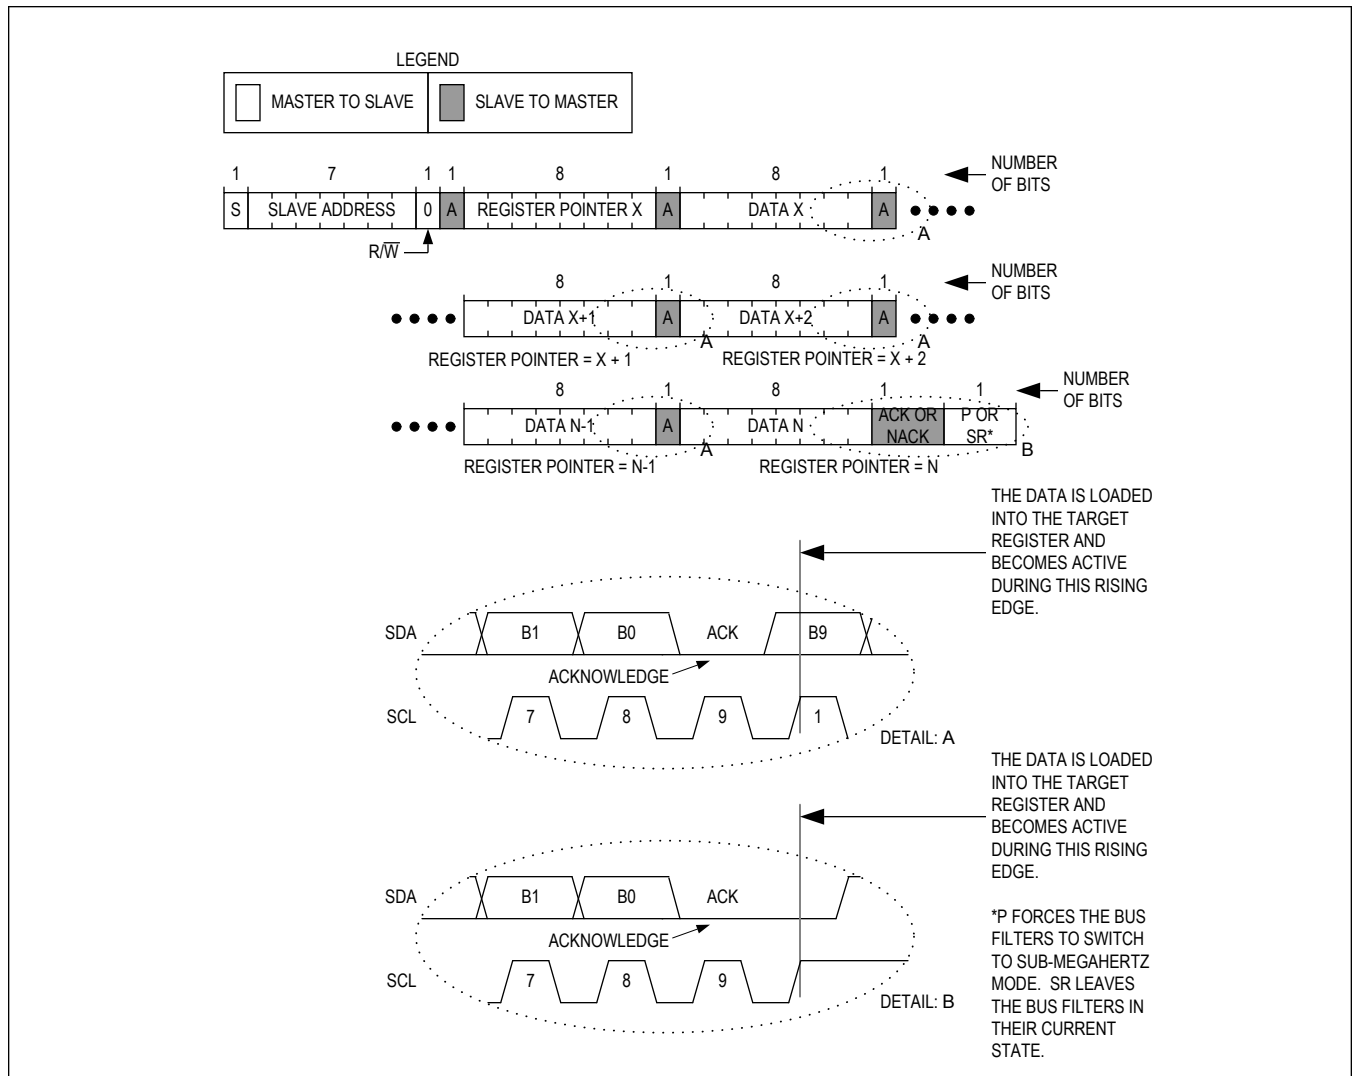 LEGEND
MASTER TO SLAVE
SLAVE TO MASTER
1 7 1 1 8 1 8 1
NUMBER
OF BITS
S SLAVE ADDRESS 0 A REGISTER POINTER X A DATA X A
A
R/W̅
8 1 8 1
NUMBER
OF BITS
DATA X+1 A DATA X+2 A
A A
REGISTER POINTER = X + 1 REGISTER POINTER = X + 2
8 1 8 1 1
NUMBER
OF BITS
DATA N-1 A DATA N ACK OR
NACK
P OR
SR*
A B
REGISTER POINTER = N-1 REGISTER POINTER = N
THE DATA IS LOADED
INTO THE TARGET
REGISTER AND
BECOMES ACTIVE
DURING THIS RISING
EDGE.
SDA B1 B0 ACK B9
ACKNOWLEDGE
SCL 7 8 9 1
DETAIL: A
THE DATA IS LOADED
INTO THE TARGET
REGISTER AND
BECOMES ACTIVE
DURING THIS RISING
EDGE.
SDA B1 B0 ACK
ACKNOWLEDGE
SCL 7 8 9
DETAIL: B
*P FORCES THE BUS
FILTERS TO SWITCH
TO SUB-MEGAHERTZ
MODE. SR LEAVES
THE BUS FILTERS IN
THEIR CURRENT
STATE.